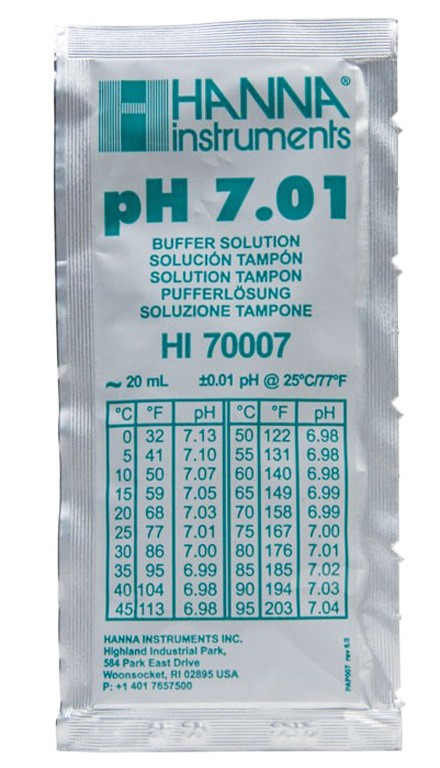 HANNA®
instruments
pH 7.01
BUFFER SOLUTION
SOLUCIÓN TAMPÓN
SOLUTION TAMPON
PUFFERLÖSUNG
SOLUZIONE TAMPONE
HI 70007
~ 20 mL ±0.01 pH @ 25°C/77°F
°C °F pH °C °F pH
0 32 7.13 50 122 6.98
5 41 7.10 55 131 6.98
10 50 7.07 60 140 6.98
15 59 7.05 65 149 6.99
20 68 7.03 70 158 6.99
25 77 7.01 75 167 7.00
30 86 7.00 80 176 7.01
35 95 6.99 85 185 7.02
40 104 6.98 90 194 7.03
45 113 6.98 95 203 7.04
HANNA INSTRUMENTS INC.
Highland Industrial Park,
584 Park East Drive
Woonsocket, RI 02895 USA
P: +1 401 7657500
PAP007 rev 5.0